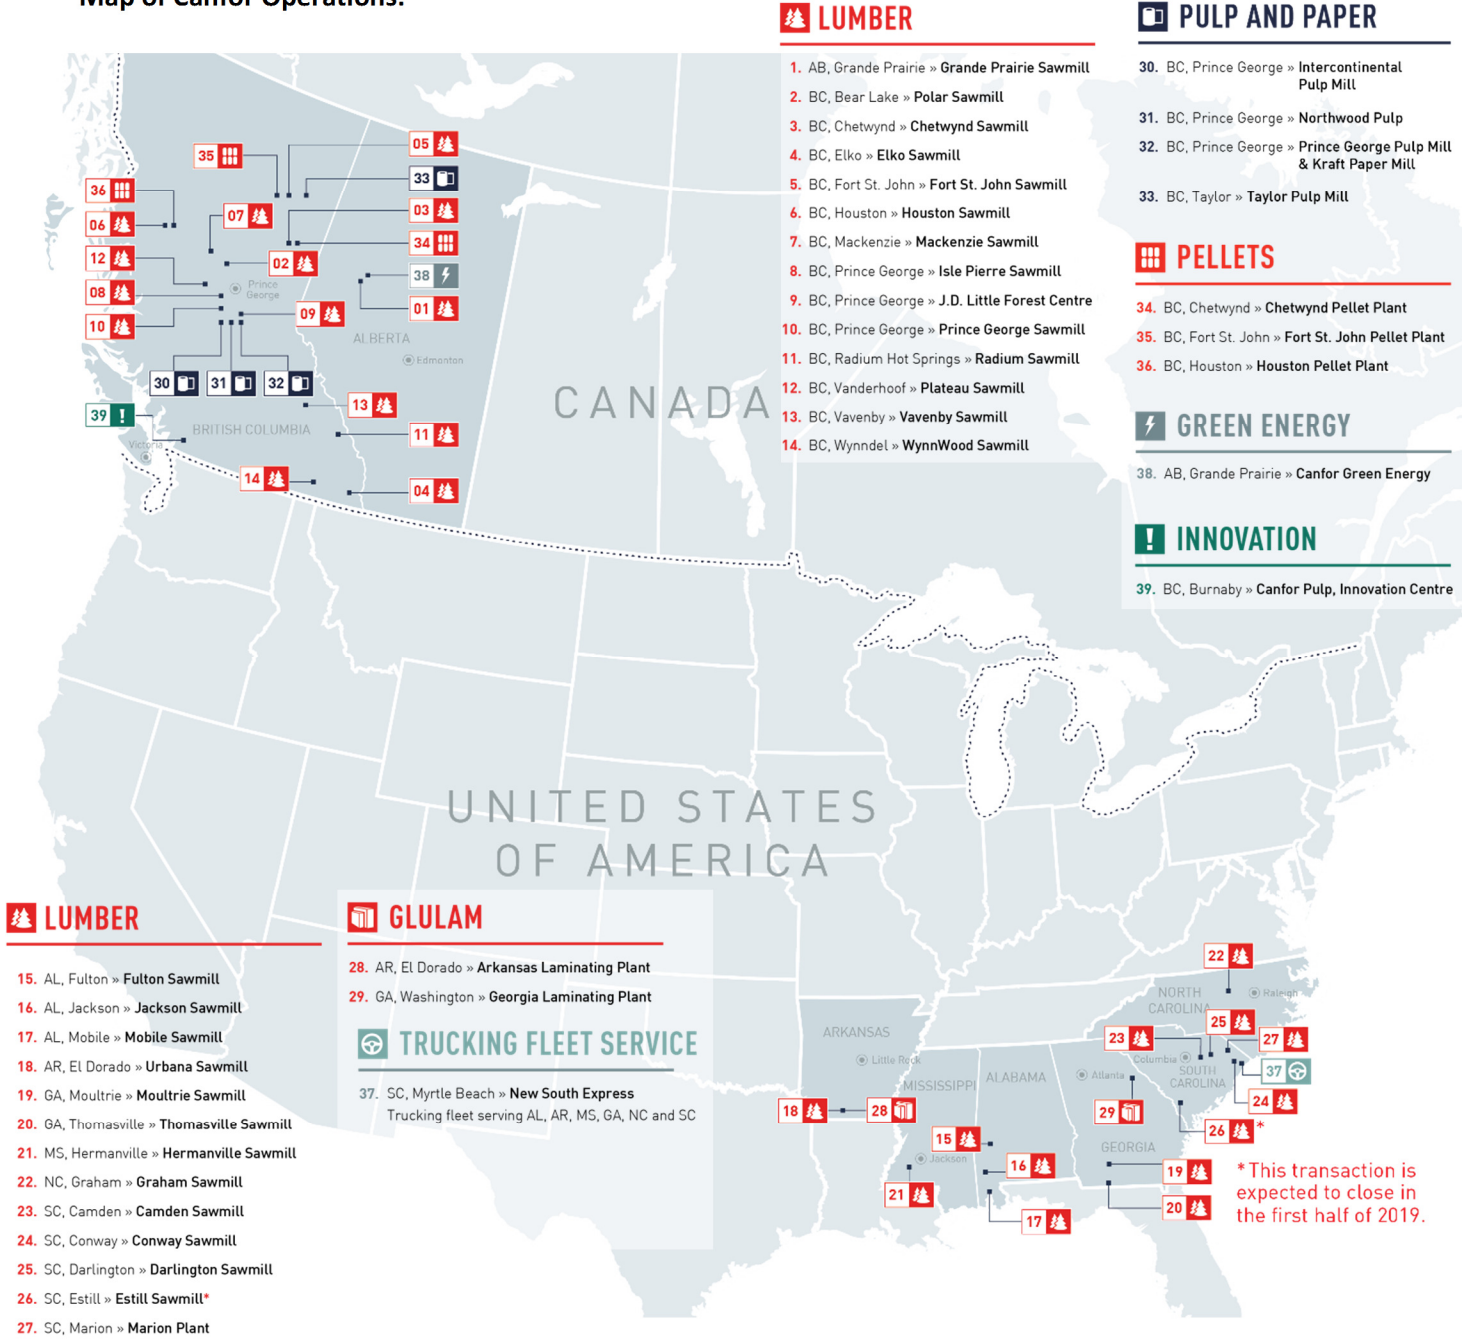 Map of Canfor Operations:
LUMBER
1. AB, Grande Prairie » Grande Prairie Sawmill
2. BC, Bear Lake » Polar Sawmill
3. BC, Chetwynd » Chetwynd Sawmill
4. BC, Elko » Elko Sawmill
5. BC, Fort St. John » Fort St. John Sawmill
6. BC, Houston » Houston Sawmill
7. BC, Mackenzie » Mackenzie Sawmill
8. BC, Prince George » Isle Pierre Sawmill
9. BC, Prince George » J.D. Little Forest Centre
10. BC, Prince George » Prince George Sawmill
11. BC, Radium Hot Springs » Radium Sawmill
12. BC, Vanderhoof » Plateau Sawmill
13. BC, Vavenby » Vavenby Sawmill
14. BC, Wynndel » WynnWood Sawmill
PULP AND PAPER
30. BC, Prince George » Intercontinental
Pulp Mill
31. BC, Prince George » Northwood Pulp
32. BC, Prince George » Prince George Pulp Mill
& Kraft Paper Mill
33. BC, Taylor » Taylor Pulp Mill
PELLETS
34. BC, Chetwynd » Chetwynd Pellet Plant
35. BC, Fort St. John » Fort St. John Pellet Plant
36. BC, Houston » Houston Pellet Plant
GREEN ENERGY
38. AB, Grande Prairie » Canfor Green Energy
INNOVATION
39. BC, Burnaby » Canfor Pulp, Innovation Centre
05
35
33
36
07
03
06
34
12
02
38
Prince
George
08
01
09
10
ALBERTA
Edmonton
30
31
32
CANADA
13
39
BRITISH COLUMBIA
11
Victoria
14
04
UNITED STATES
OF AMERICA
LUMBER
15. AL, Fulton » Fulton Sawmill
16. AL, Jackson » Jackson Sawmill
17. AL, Mobile » Mobile Sawmill
18. AR, El Dorado » Urbana Sawmill
19. GA, Moultrie » Moultrie Sawmill
20. GA, Thomasville » Thomasville Sawmill
21. MS, Hermanville » Hermanville Sawmill
22. NC, Graham » Graham Sawmill
23. SC, Camden » Camden Sawmill
24. SC, Conway » Conway Sawmill
25. SC, Darlington » Darlington Sawmill
26. SC, Estill » Estill Sawmill*
27. SC, Marion » Marion Plant
GLULAM
28. AR, El Dorado » Arkansas Laminating Plant
29. GA, Washington » Georgia Laminating Plant
TRUCKING FLEET SERVICE
37. SC, Myrtle Beach » New South Express
Trucking fleet serving AL, AR, MS, GA, NC and SC
22
NORTH
CAROLINA
Raleigh
25
ARKANSAS
23
27
Little Rock
Columbia
37
SOUTH
CAROLINA
MISSISSIPPI
ALABAMA
Atlanta
24
18
28
29
26 *
15
GEORGIA
Jackson
16
19
21
20
17
*This transaction is
expected to close in
the first half of 2019.